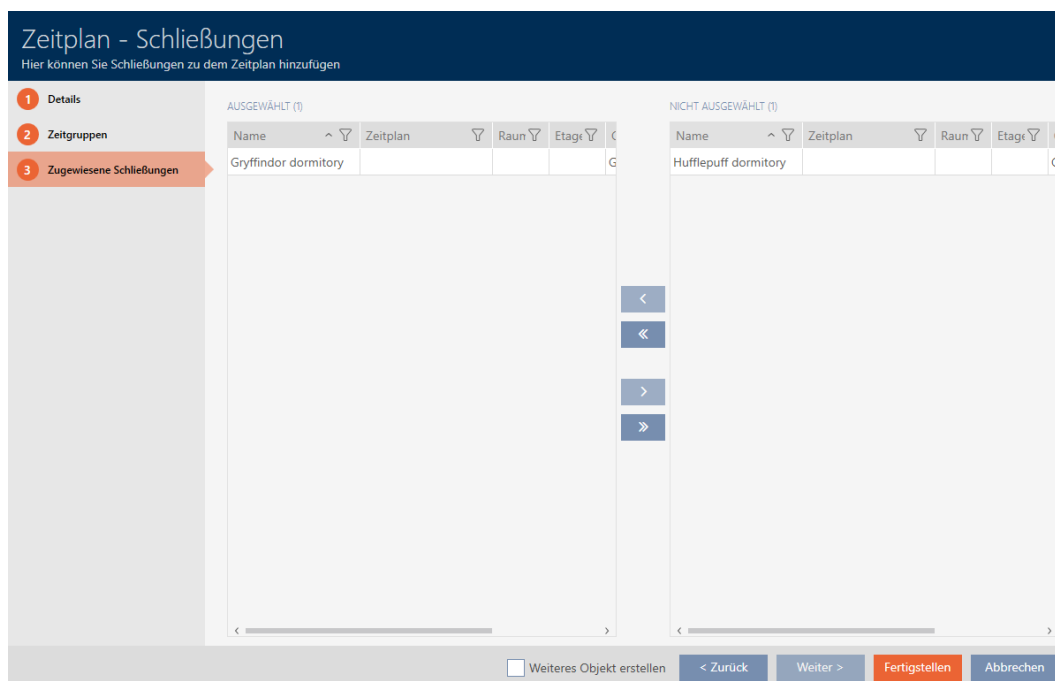 Zeitplan - Schließungen
Hier können Sie Schließungen zu dem Zeitplan hinzufügen
1 Details
2 Zeitgruppen
3 Zugewiesene Schließungen
AUSGEWÄHLT (1)
Name Zeitplan Raun Etage
Gryffindor dormitory G
NICHT AUSGEWÄHLT (1)
Name Zeitplan Raun Etage
Hufflepuff dormitory
Weiteres Objekt erstellen < Zurück Weiter > Fertigstellen Abbrechen